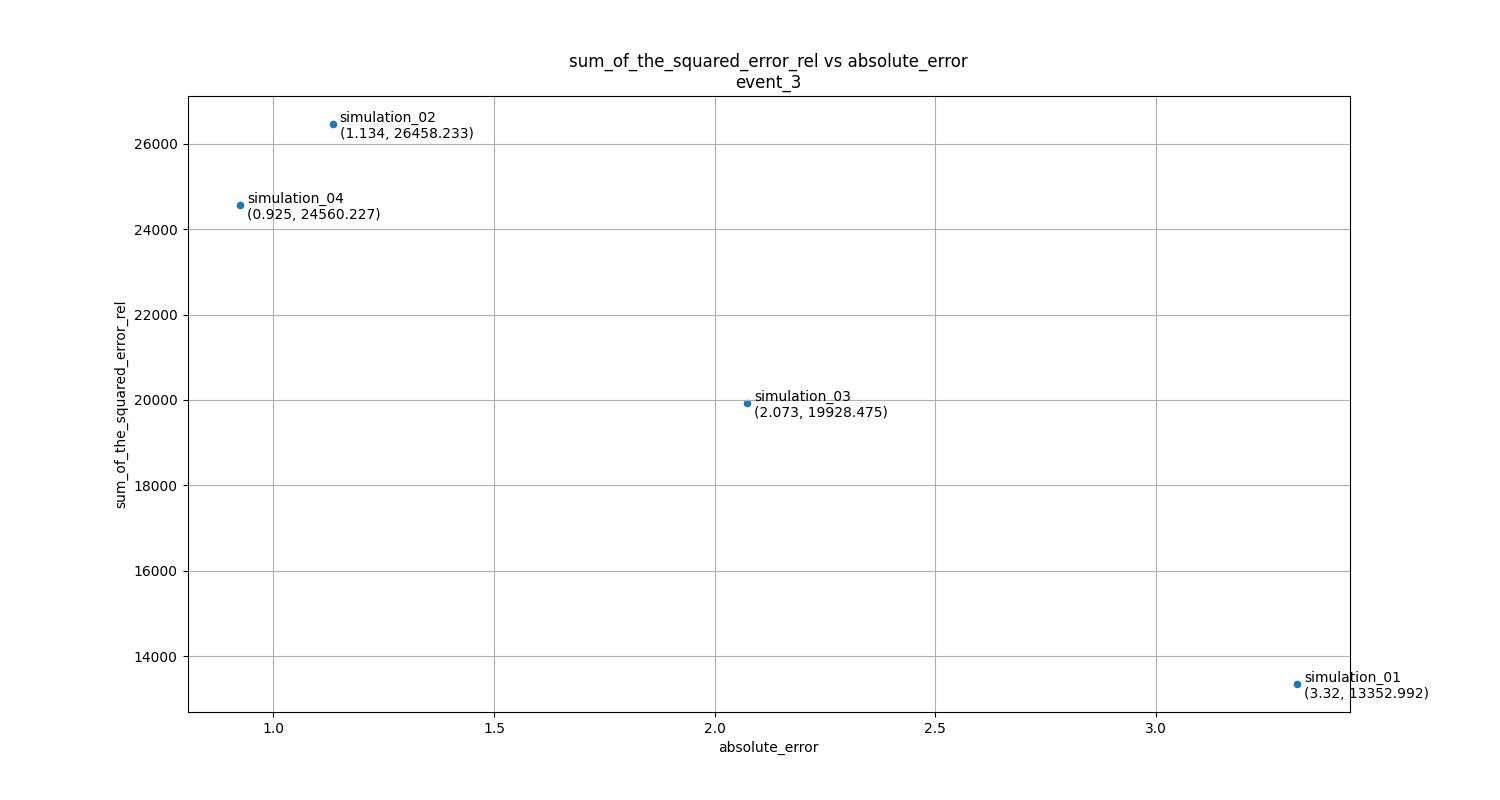 sum_of_the_squared_error_rel vs absolute_error
event_3
simulation_02
(1.134, 26458.233)
26000
simulation_04
(0.925, 24560.227)
24000
22000
sum_of_the_squared_error_rel
simulation_03
(2.073, 19928.475)
20000
18000
16000
14000
simulation_01
(3.32, 13352.992)
1.0
1.5
2.0
2.5
3.0
absolute_error